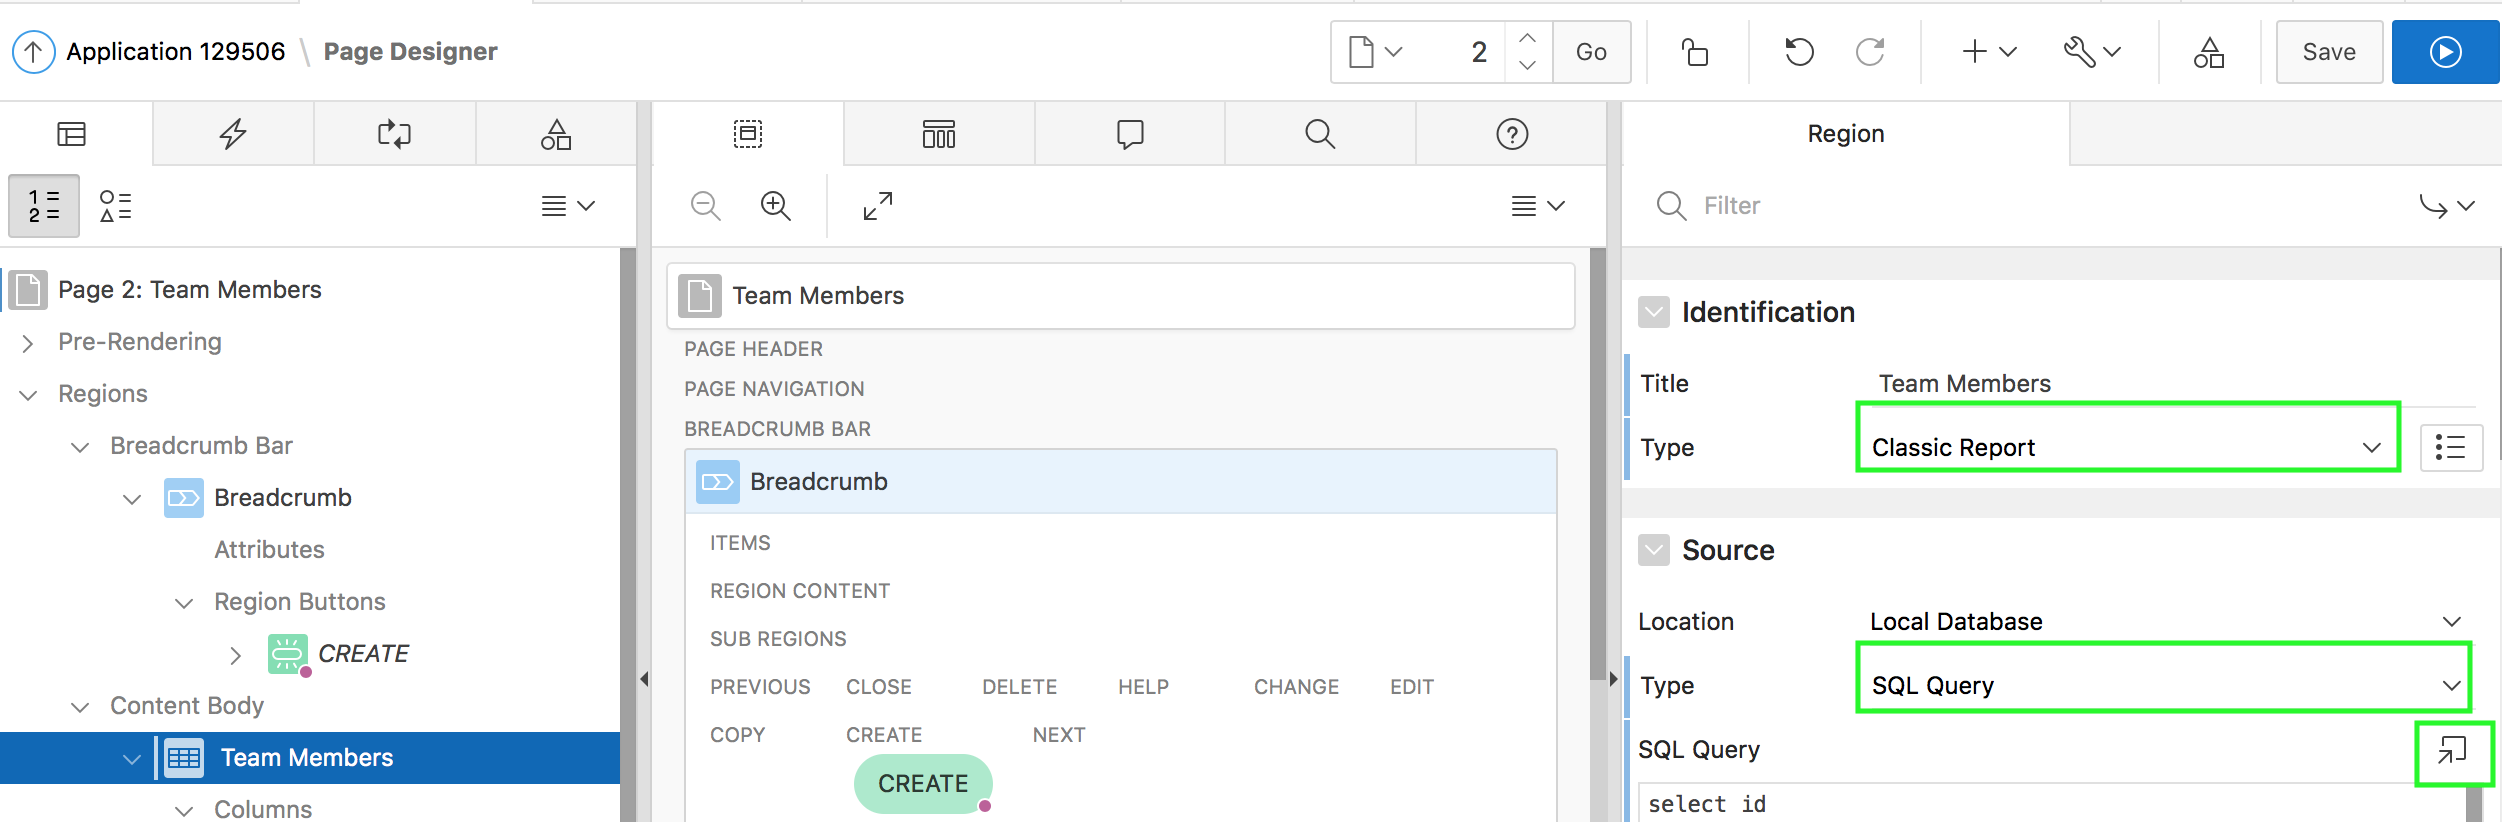 Application 129506 \ Page Designer
2
Go
Save
Region
1
2
Filter
Page 2: Team Members
Pre-Rendering
Regions
Breadcrumb Bar
Breadcrumb
Attributes
Region Buttons
CREATE
Content Body
Team Members
Columns
Team Members
PAGE HEADER
PAGE NAVIGATION
BREADCRUMB BAR
Breadcrumb
ITEMS
REGION CONTENT
SUB REGIONS
PREVIOUS CLOSE DELETE HELP CHANGE EDIT
COPY CREATE NEXT
CREATE
Identification
Title Team Members
Type Classic Report
Source
Location Local Database
Type SQL Query
SQL Query
select id